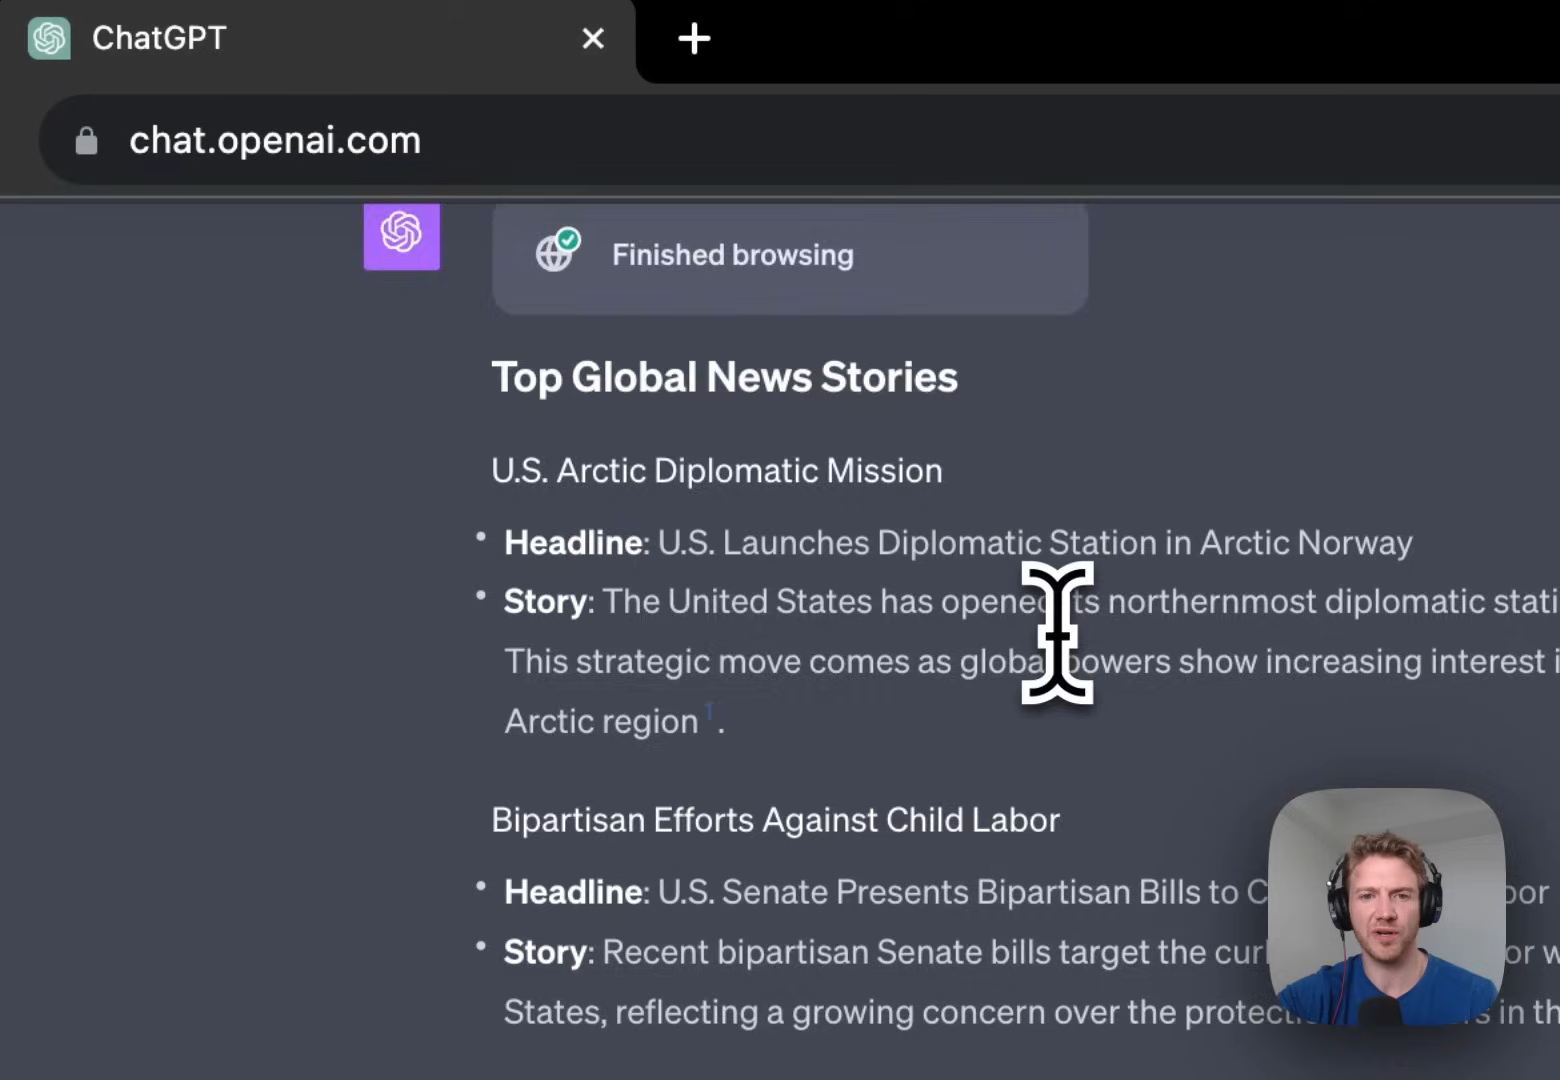 ChatGPT
chat.openai.com
Finished browsing
Top Global News Stories
U.S. Arctic Diplomatic Mission
• Headline: U.S. Launches Diplomatic Station in Arctic Norway
• Story: The United States has opened its northernmost diplomatic stati
This strategic move comes as global powers show increasing interest i
Arctic region 1.
Bipartisan Efforts Against Child Labor
• Headline: U.S. Senate Presents Bipartisan Bills to C
• Story: Recent bipartisan Senate bills target the
States, reflecting a growing concern over the in